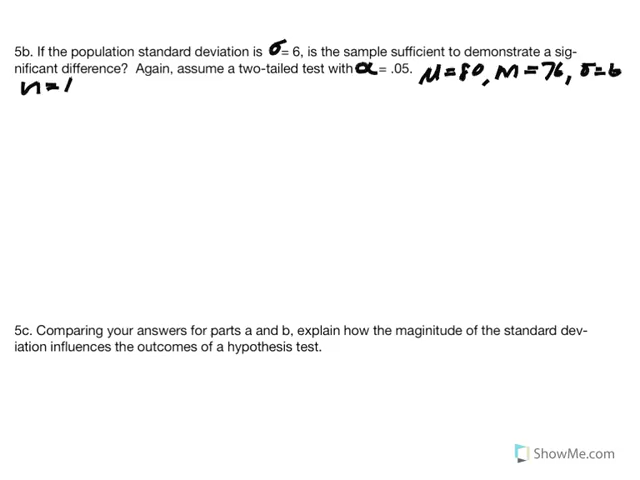 5b. If the population standard deviation is σ = 6, is the sample sufficient to demonstrate a sig-
nificant difference? Again, assume a two-tailed test with α = .05. μ = 80, M = 76, σ = 6
n = 1
5c. Comparing your answers for parts a and b, explain how the maginitude of the standard dev-
iation influences the outcomes of a hypothesis test.
ShowMe.com